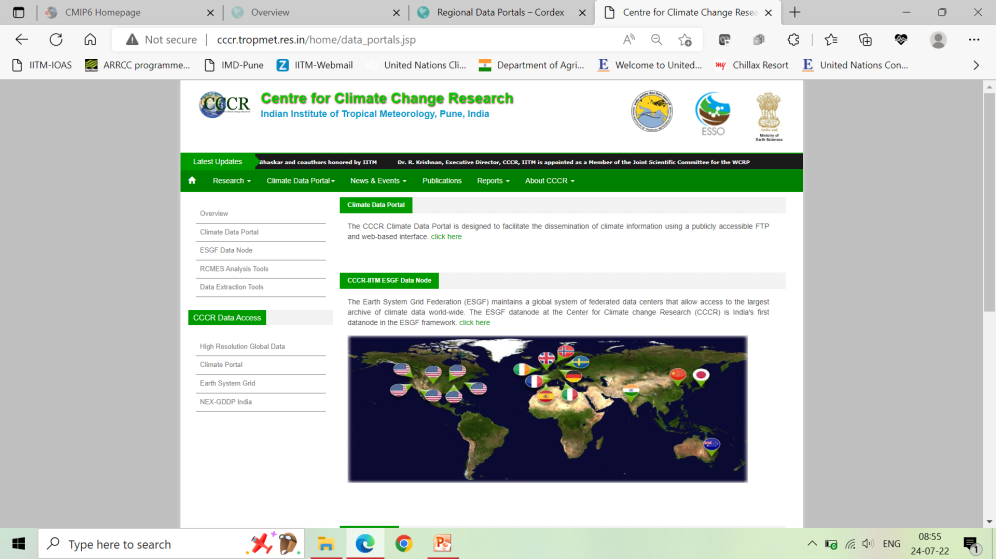 CMIP6 Homepage
Overview
Regional Data Portals – Cordex
Centre for Climate Change Rese
Not secure | cccr.tropmet.res.in/home/data_portals.jsp
IITM-IOAS
ARRCC programme...
IMD-Pune
IITM-Webmail
United Nations Cli...
Department of Agri...
Welcome to United...
Chillax Resort
United Nations Con...
CCCR
Centre for Climate Change Research
Indian Institute of Tropical Meteorology, Pune, India
ESSO
Ministry of
Earth Sciences
Latest Updates
haskar and coauthors honored by IITM
Dr. R. Krishnan, Executive Director, CCCR, IITM is appointed as a Member of the Joint Scientific Committee for the WCRP
Research
Climate Data Portal
News & Events
Publications
Reports
About CCCR
Overview
Climate Data Portal
ESGF Data Node
RCMES Analysis Tools
Data Extraction Tools
CCCR Data Access
High Resolution Global Data
Climate Portal
Earth System Grid
NEX-GDDP India
Climate Data Portal
The CCCR Climate Data Portal is designed to facilitate the dissemination of climate information using a publicly accessible FTP
and web-based interface. click here
CCCR-IITM ESGF Data Node
The Earth System Grid Federation (ESGF) maintains a global system of federated data centers that allow access to the largest
archive of climate data world-wide. The ESGF datanode at the Center for Climate change Research (CCCR) is India's first
datanode in the ESGF framework. click here
Type here to search
ENG
08:55
24-07-22
1